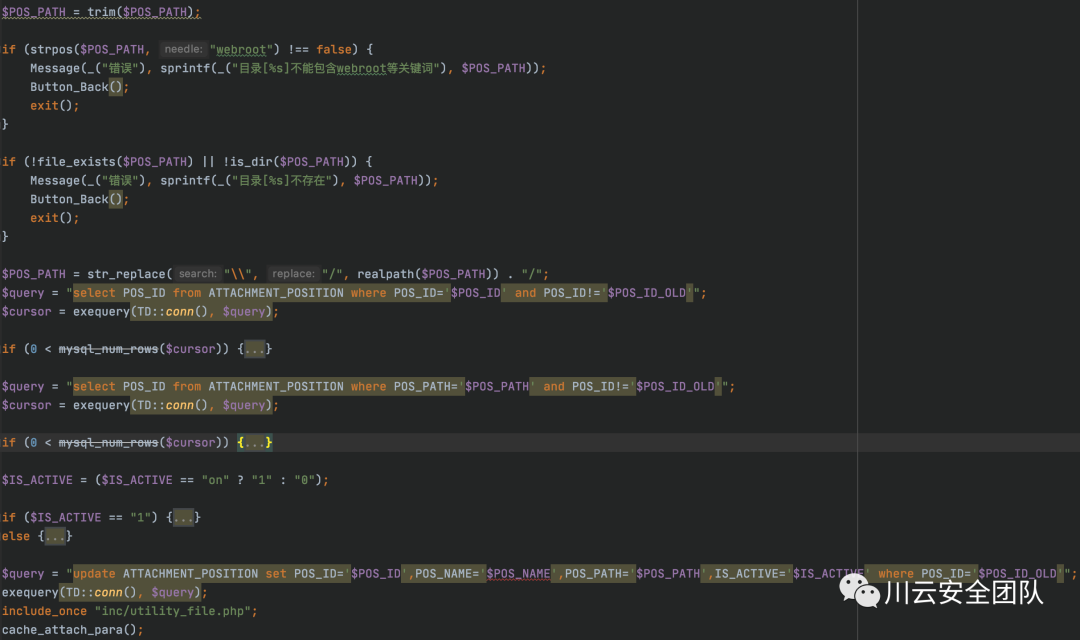 $POS_PATH = trim($POS_PATH);
if (strpos($POS_PATH, needle: "webroot") !== false) {
Message(_("错误"), sprintf(_("目录[%s]不能包含webroot等关键词"), $POS_PATH));
Button_Back();
exit();
}
if (!file_exists($POS_PATH) || !is_dir($POS_PATH)) {
Message(_("错误"), sprintf(_("目录[%s]不存在"), $POS_PATH));
Button_Back();
exit();
}
$POS_PATH = str_replace( search: "\\", replace: "/", realpath($POS_PATH)) . "/";
$query = "select POS_ID from ATTACHMENT_POSITION where POS_ID='$POS_ID' and POS_ID!='$POS_ID_OLD'";
$cursor = exequery(TD::conn(), $query);
if (0 < mysql_num_rows($cursor)) {...}
$query = "select POS_ID from ATTACHMENT_POSITION where POS_PATH='$POS_PATH' and POS_ID!='$POS_ID_OLD'";
$cursor = exequery(TD::conn(), $query);
if (0 < mysql_num_rows($cursor)) {...}
$IS_ACTIVE = ($IS_ACTIVE == "on" ? "1" : "0");
if ($IS_ACTIVE == "1") {...}
else {...}
$query = "update ATTACHMENT_POSITION set POS_ID='$POS_ID',POS_NAME='$POS_NAME',POS_PATH='$POS_PATH',IS_ACTIVE='$IS_ACTIVE' where POS_ID='$POS_ID_OLD'";
exequery(TD::conn(), $query);
include_once "inc/utility_file.php";
cache_attach_para();
川云安全团队